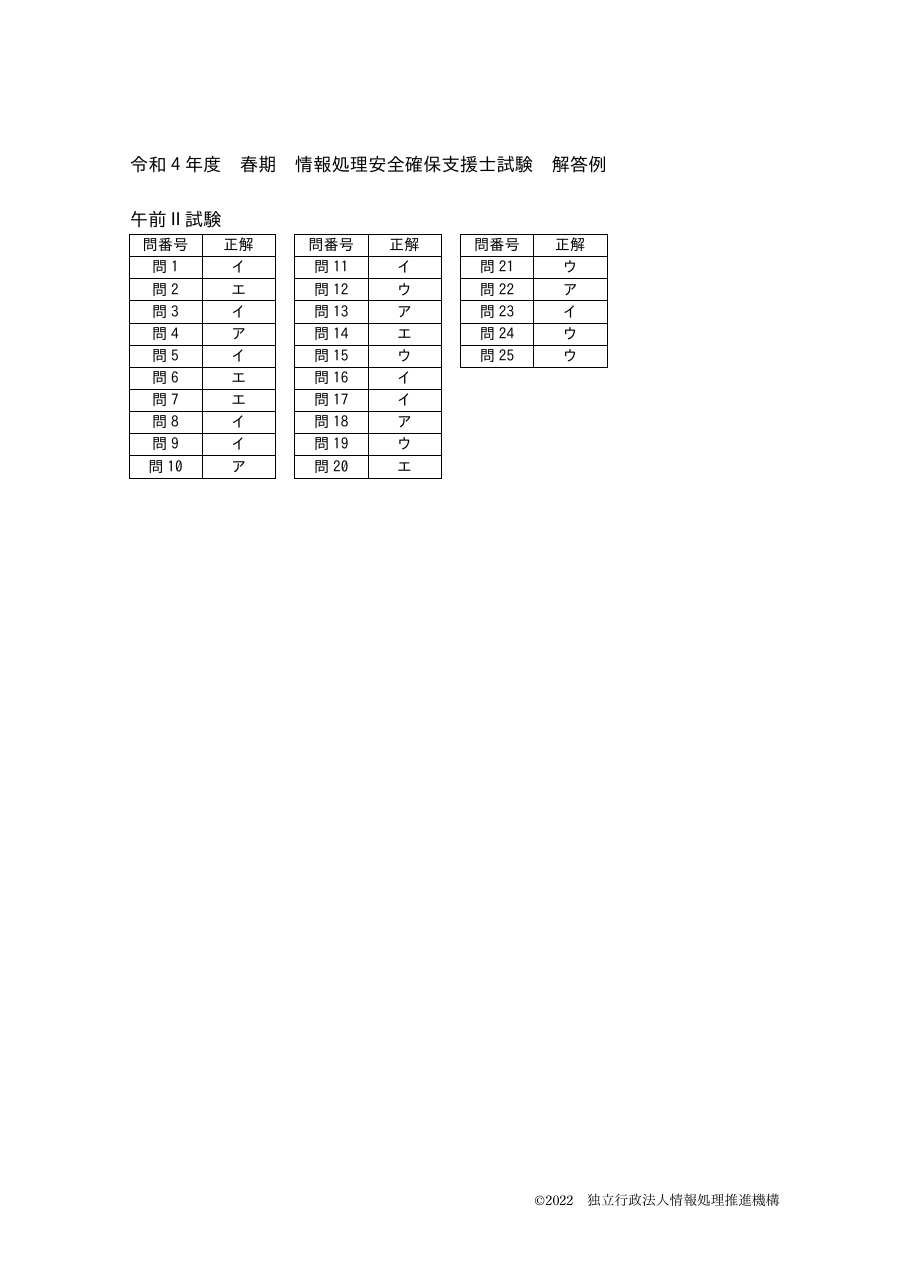 令和４年度　春期　情報処理安全確保支援士試験　解答例
午前Ⅱ試験
問番号 正解
問 1 イ
問 2 エ
問 3 イ
問 4 ア
問 5 イ
問 6 エ
問 7 エ
問 8 イ
問 9 イ
問 10 ア
問番号 正解
問 11 イ
問 12 ウ
問 13 ア
問 14 エ
問 15 ウ
問 16 イ
問 17 イ
問 18 ア
問 19 ウ
問 20 エ
問番号 正解
問 21 ウ
問 22 ア
問 23 イ
問 24 ウ
問 25 ウ
©2022　独立行政法人情報処理推進機構